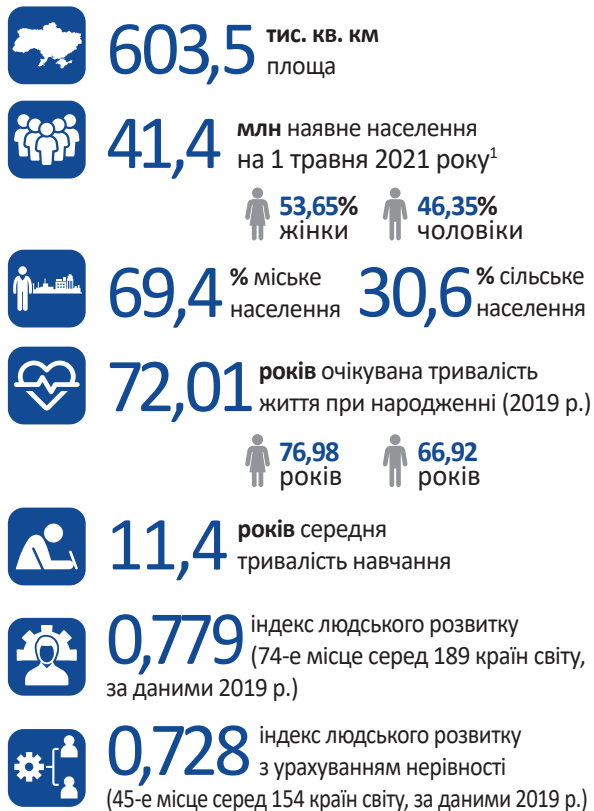 603,5 тис. кв. км
площа
41,4 млн наявне населення
на 1 травня 2021 року¹
53,65% 46,35%
жінки чоловіки
69,4 % міське 30,6 % сільське
населення населення
72,01 років очікувана тривалість
життя при народженні (2019 р.)
76,98 66,92
років років
11,4 років середня
тривалість навчання
0,779 індекс людського розвитку
(74-е місце серед 189 країн світу,
за даними 2019 р.)
0,728 індекс людського розвитку
з урахуванням нерівності
(45-е місце серед 154 країн світу, за даними 2019 р.)